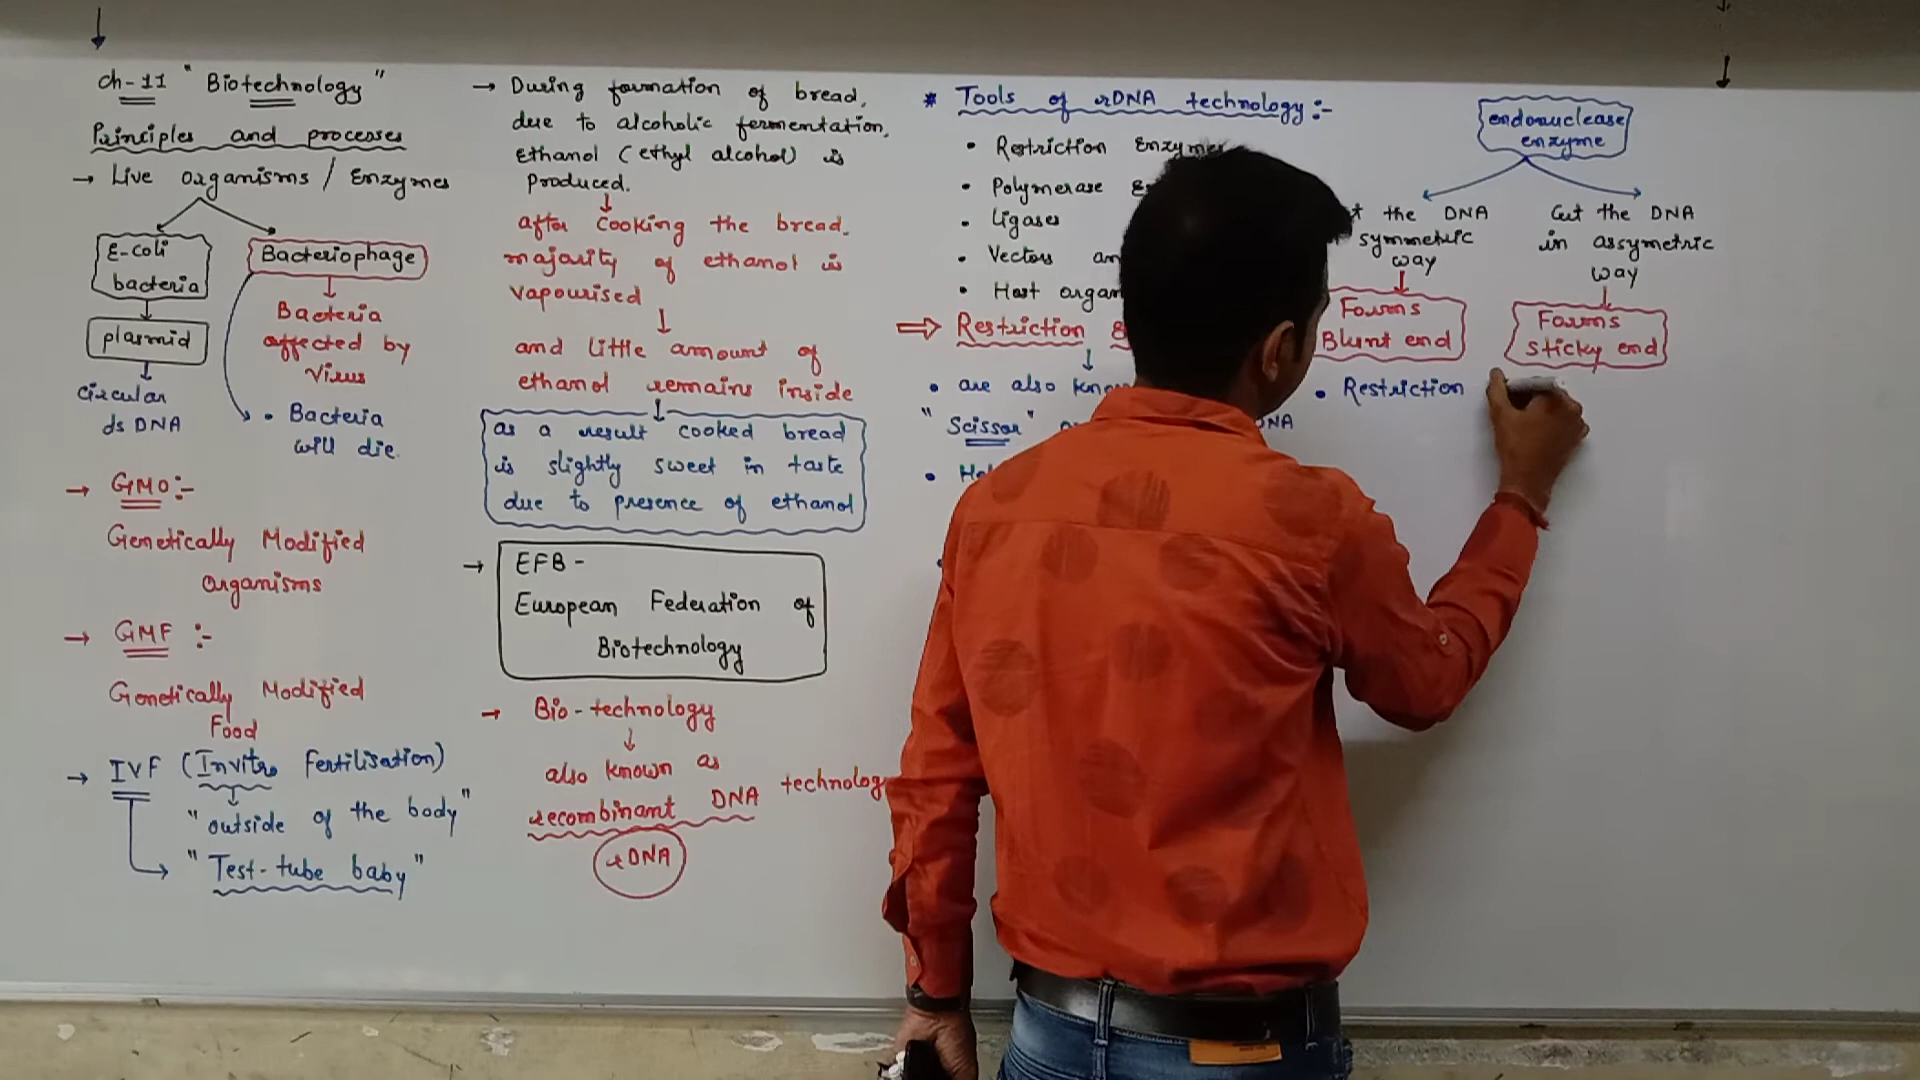 ch-11 "Biotechnology"
Principles and processes
→ Live organisms / Enzymes
E-coli
bacteria
plasmid
circular
ds DNA
Bacteriophage
Bacteria
affected by
virus
• Bacteria
will die.
→ GMO :-
Genetically Modified
Organisms
→ GMF :-
Genetically Modified
Food
→ IVF (Invitro Fertilisation)
"outside of the body"
"Test-tube baby"
→ During formation of bread,
due to alcoholic fermentation,
Ethanol (ethyl alcohol) is
produced.
after cooking the bread.
majority of ethanol is
vapourised
and little amount of
ethanol remains inside
as a result cooked bread
is slightly sweet in taste
due to presence of ethanol
→ EFB -
European Federation of
Biotechnology
→ Bio-technology
also known as
recombinant DNA technology
rDNA
* Tools of rDNA technology :-
• Restriction Enzymes
• Polymerase
• Ligases
• Vectors
• Host
⇒ Restriction
• are also
"Scissor" DNA
endonuclease
enzyme
the DNA
symmetric
way
Forms
Blunt end
Cut the DNA
in assymetric
way
Forms
sticky end
• Restriction